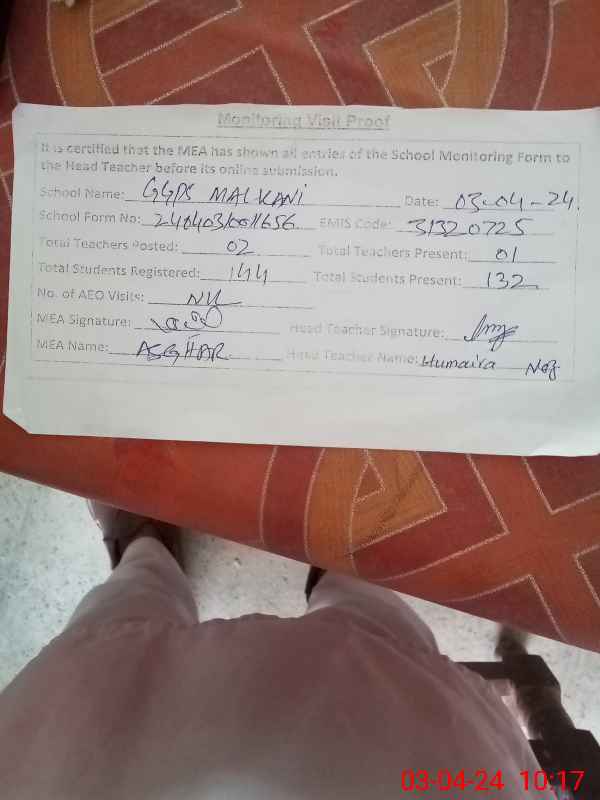 Monitoring Visit Proof
It is certified that the MEA has shown all entries of the School Monitoring Form to
the Head Teacher before its online submission.
School Name: GGPS MALKANI Date: 03-04-24.
School Form No: EMIS Code: 31320725
Total Teachers Posted: 02 Total Teachers Present: 01
Total Students Registered: 144 Total Students Present: 132
No. of AEO Visits: Nil
MEA Signature: Head Teacher Signature:
MEA Name: ASGHAR Head Teacher Name: Humaira
03-04-24 10:17